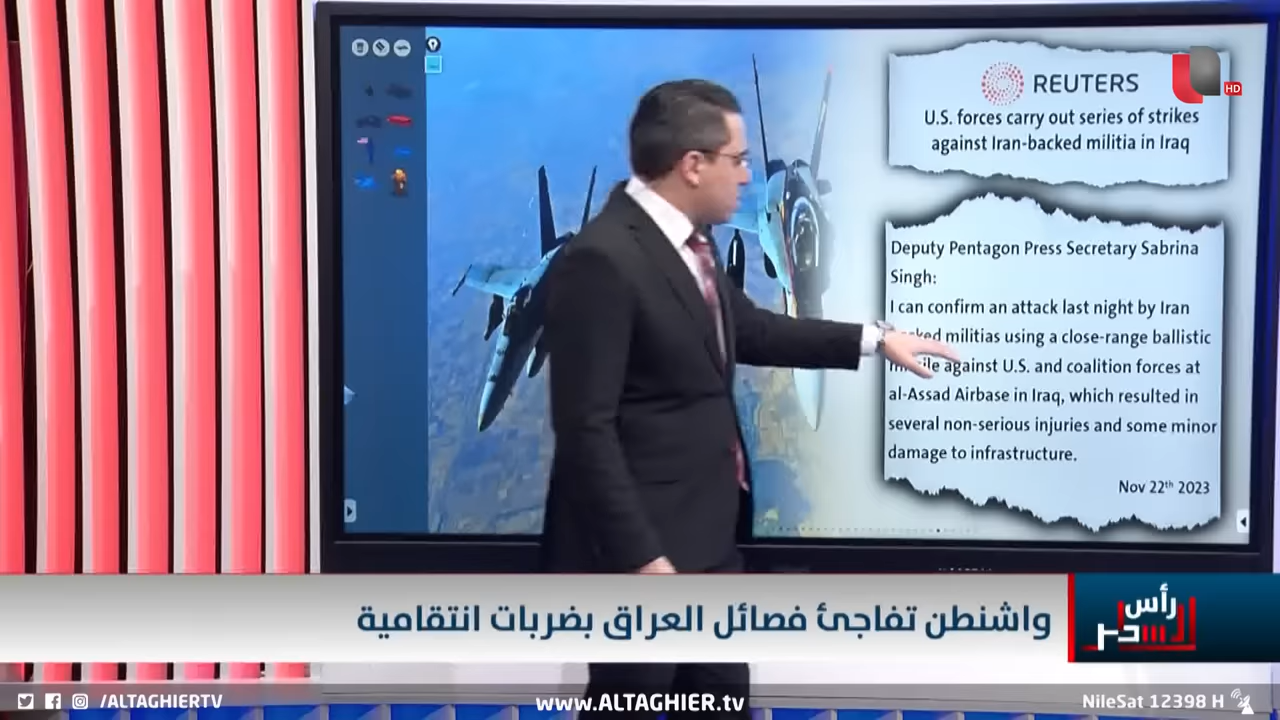 REUTERS
HD
U.S. forces carry out series of strikes
against Iran-backed militia in Iraq
Deputy Pentagon Press Secretary Sabrina
Singh:
I can confirm an attack last night by Iran
militias using a close-range ballistic
against U.S. and coalition forces at
al-Assad Airbase in Iraq, which resulted in
several non-serious injuries and some minor
damage to infrastructure.
Nov 22th 2023
واشنطن تفاجئ فصائل العراق بضربات انتقامية
رأس
السطر
/ALTAGHIERTV
www.ALTAGHIER.tv
NileSat 12398 H